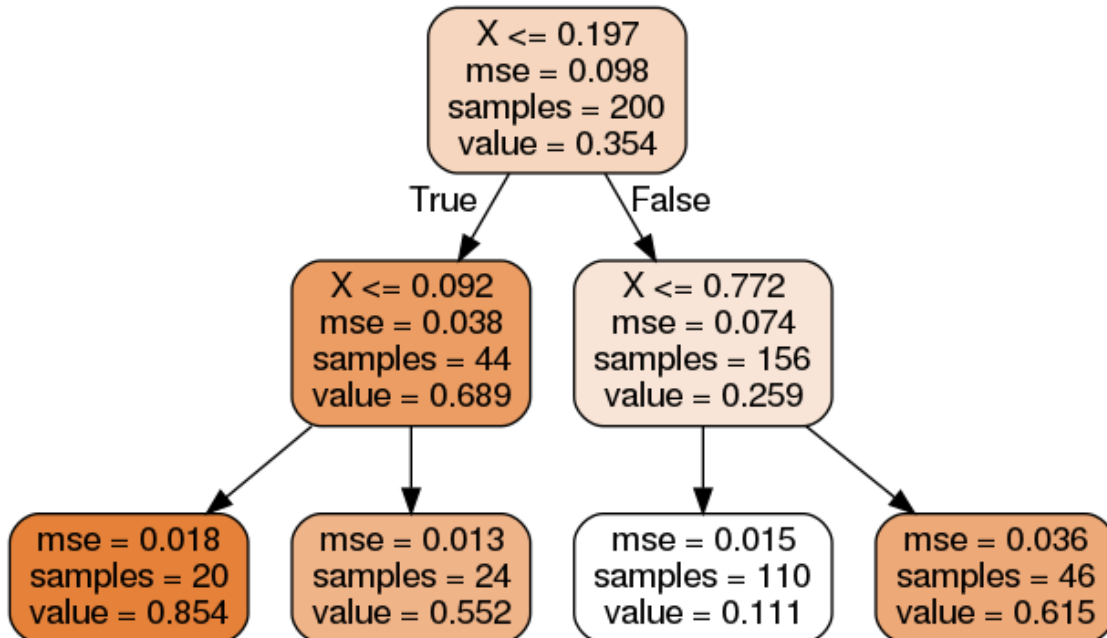 X <= 0.197
mse = 0.098
samples = 200
value = 0.354
True
False
X <= 0.092
mse = 0.038
samples = 44
value = 0.689
X <= 0.772
mse = 0.074
samples = 156
value = 0.259
mse = 0.018
samples = 20
value = 0.854
mse = 0.013
samples = 24
value = 0.552
mse = 0.015
samples = 110
value = 0.111
mse = 0.036
samples = 46
value = 0.615